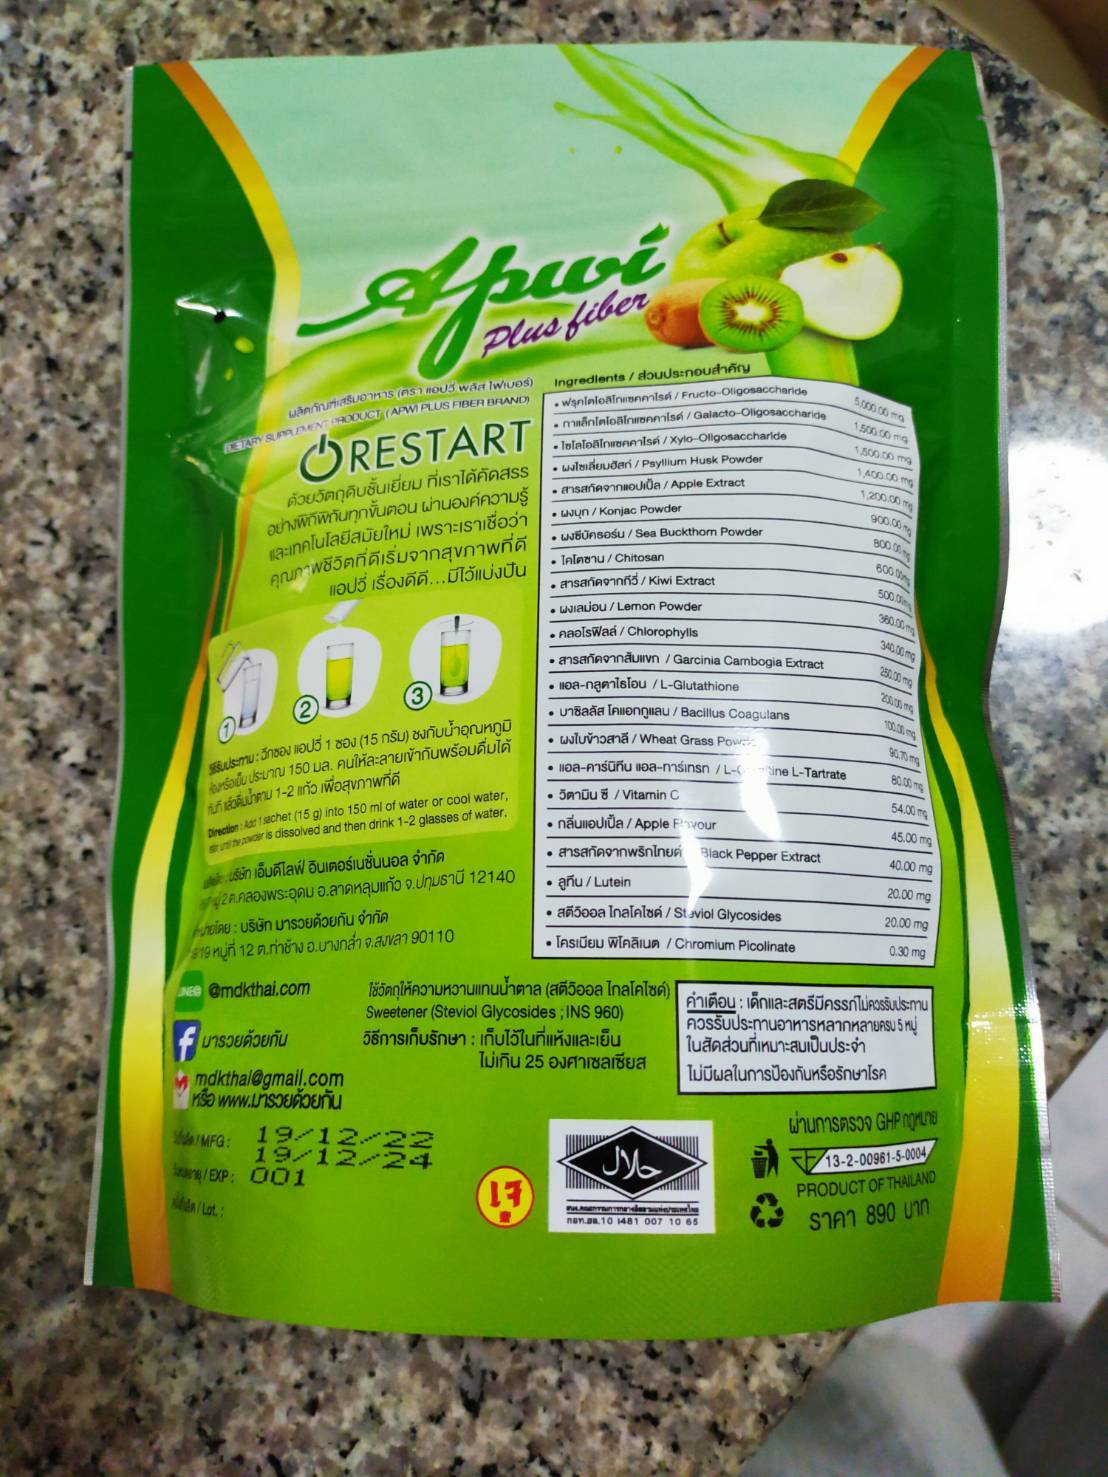 Apwi
Plus fiber
ผลิตภัณฑ์เสริมอาหาร (ตรา แอปวี่ พลัส ไฟเบอร์)
DIETARY SUPPLEMENT PRODUCT (APWI PLUS FIBER BRAND)
RESTART
ด้วยวัตถุดิบชั้นเยี่ยม ที่เราได้คัดสรร
อย่างพิถีพิถันทุกขั้นตอน ผ่านองค์ความรู้
และเทคโนโลยีสมัยใหม่ เพราะเราเชื่อว่า
คุณภาพชีวิตที่ดีเริ่มจากสุขภาพที่ดี
แอปวี่ เรื่องดีดี...มีไว้แบ่งปัน
1
2
3
วิธีรับประทาน : ฉีกซอง แอปวี่ 1 ซอง (15 กรัม) ชงกับน้ำอุณหภูมิ
ห้องหรือเย็น ประมาณ 150 มล. คนให้ละลายเข้ากันพร้อมดื่มได้
ทันที แล้วดื่มน้ำตาม 1-2 แก้ว เพื่อสุขภาพที่ดี
Direction : Add 1 sachet (15 g) into 150 ml of water or cool water,
stir until the powder is dissolved and then drink 1-2 glasses of water.
บริษัท เอ็มดีไลฟ์ อินเตอร์เนชั่นนอล จำกัด
2 ต.คลองพระอุดม อ.ลาดหลุมแก้ว จ.ปทุมธานี 12140
บริษัท มารวยด้วยกัน จำกัด
หมู่ที่ 12 ต.ท่าช้าง อ.บางกล่ำ จ.สงขลา 90110
LINE@ @mdkthai.com
f มารวยด้วยกัน
mdkthai@gmail.com
หรือ www.มารวยด้วยกัน
Ingredients / ส่วนประกอบสำคัญ
• ฟรุคโตโอลิโกแซคคาไรด์ / Fructo-Oligosaccharide 5,000.00 mg
• กาแล็กโตโอลิโกแซคคาไรด์ / Galacto-Oligosaccharide 1,500.00 mg
• ไซโลโอลิโกแซคคาไรด์ / Xylo-Oligosaccharide 1,500.00 mg
• ผงไซเลี่ยมฮัสก์ / Psyllium Husk Powder 1,400.00 mg
• สารสกัดจากแอปเปิ้ล / Apple Extract 1,200.00 mg
• ผงบุก / Konjac Powder 900.00 mg
• ผงซีบัคธอร์น / Sea Buckthorn Powder 800.00 mg
• ไคโตซาน / Chitosan 600.00mg
• สารสกัดจากกีวี่ / Kiwi Extract 500.00mg
• ผงเลม่อน / Lemon Powder 360.00 mg
• คลอโรฟิลล์ / Chlorophylls 340.00 mg
• สารสกัดจากส้มแขก / Garcinia Cambogia Extract 250.00 mg
• แอล-กลูตาไธโอน / L-Glutathione 200.00 mg
• บาซิลลัส โคแอกกูแลน / Bacillus Coagulans 100.00 mg
• ผงใบข้าวสาลี / Wheat Grass Powder 90.70 mg
• แอล-คาร์นิทีน แอล-ทาร์เทรท / L-Carnitine L-Tartrate 80.00 mg
• วิตามิน ซี / Vitamin C 54.00 mg
• กลิ่นแอปเปิ้ล / Apple Flavour 45.00 mg
• สารสกัดจากพริกไทยดำ / Black Pepper Extract 40.00 mg
• ลูทีน / Lutein 20.00 mg
• สตีวิออล ไกลโคไซด์ / Steviol Glycosides 20.00 mg
• โครเมียม พิโคลิเนต / Chromium Picolinate 0.30 mg
ใช้วัตถุให้ความหวานแทนน้ำตาล (สตีวิออล ไกลโคไซด์)
Sweetener (Steviol Glycosides ; INS 960)
วิธีการเก็บรักษา : เก็บไว้ในที่แห้งและเย็น
ไม่เกิน 25 องศาเซลเซียส
คำเตือน : เด็กและสตรีมีครรภ์ไม่ควรรับประทาน
ควรรับประทานอาหารหลากหลายครบ 5 หมู่
ในสัดส่วนที่เหมาะสมเป็นประจำ
ไม่มีผลในการป้องกันหรือรักษาโรค
/ MFG : 19/12/22
/ EXP : 19/12/24
/ Lot. : 001
เจ
齋
حلال
สนง.คณะกรรมการกลางอิสลามแห่งประเทศไทย
กอท.ฮล.10 I481 007 10 65
ผ่านการตรวจ GHP กฎหมาย
13-2-00961-5-0004
PRODUCT OF THAILAND
ราคา 890 บาท